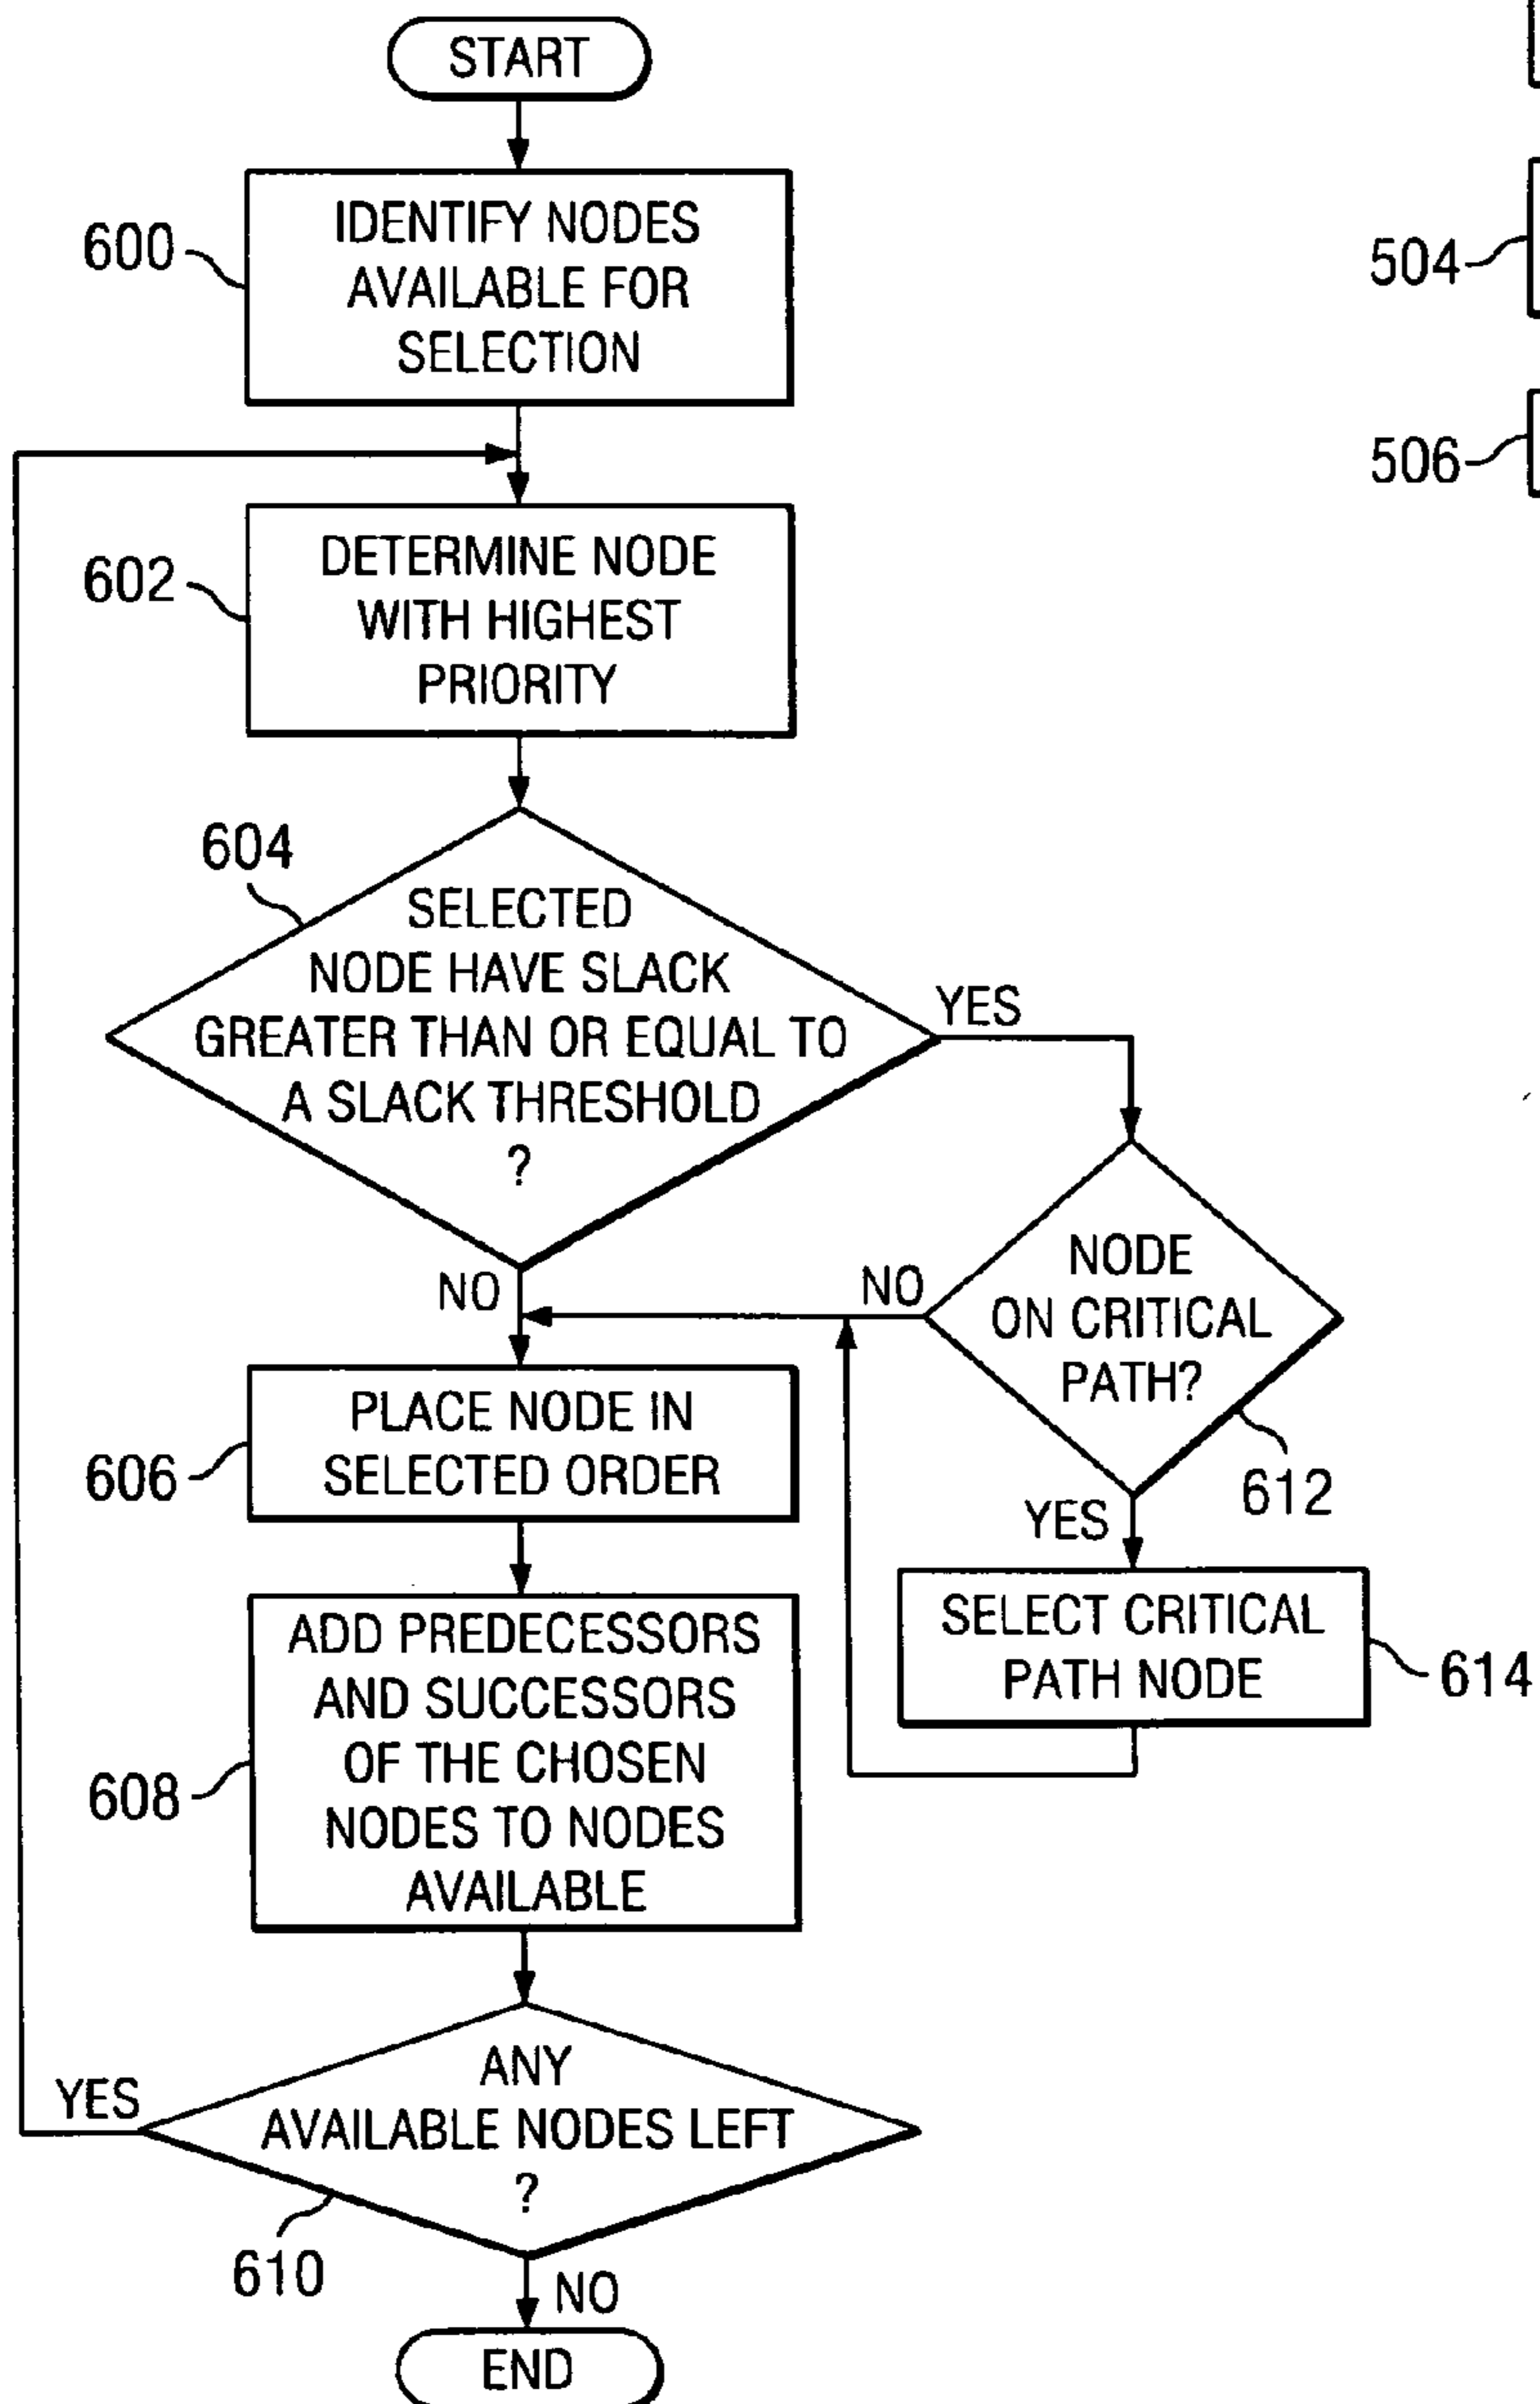 START
600
IDENTIFY NODES
AVAILABLE FOR
SELECTION
504
506
602
DETERMINE NODE
WITH HIGHEST
PRIORITY
604
SELECTED
NODE HAVE SLACK
GREATER THAN OR EQUAL TO
A SLACK THRESHOLD
?
YES
NO
NODE
ON CRITICAL
PATH?
NO
612
YES
606
PLACE NODE IN
SELECTED ORDER
SELECT CRITICAL
PATH NODE
614
608
ADD PREDECESSORS
AND SUCCESSORS
OF THE CHOSEN
NODES TO NODES
AVAILABLE
YES
ANY
AVAILABLE NODES LEFT
?
610
NO
END